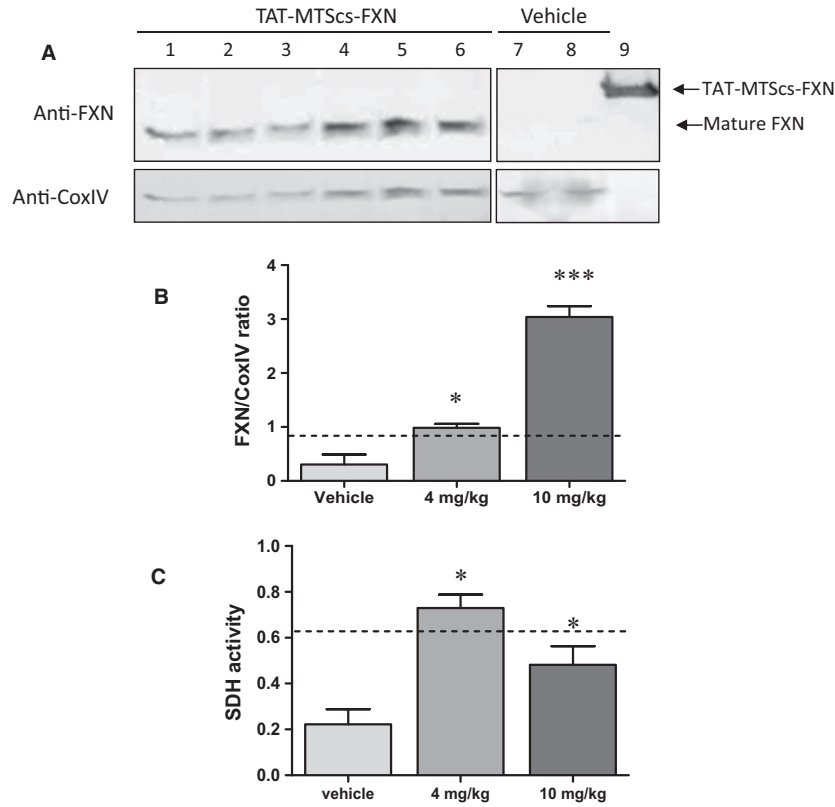 TAT-MTScs-FXN Vehicle
A 1 2 3 4 5 6 7 8 9
Anti-FXN
TAT-MTScs-FXN
Mature FXN
Anti-CoxIV
B
FXN/CoxIV ratio
4
3
2
1
0
*
***
Vehicle 4 mg/kg 10 mg/kg
C
SDH activity
1.0
0.8
0.6
0.4
0.2
0.0
*
*
vehicle 4 mg/kg 10 mg/kg